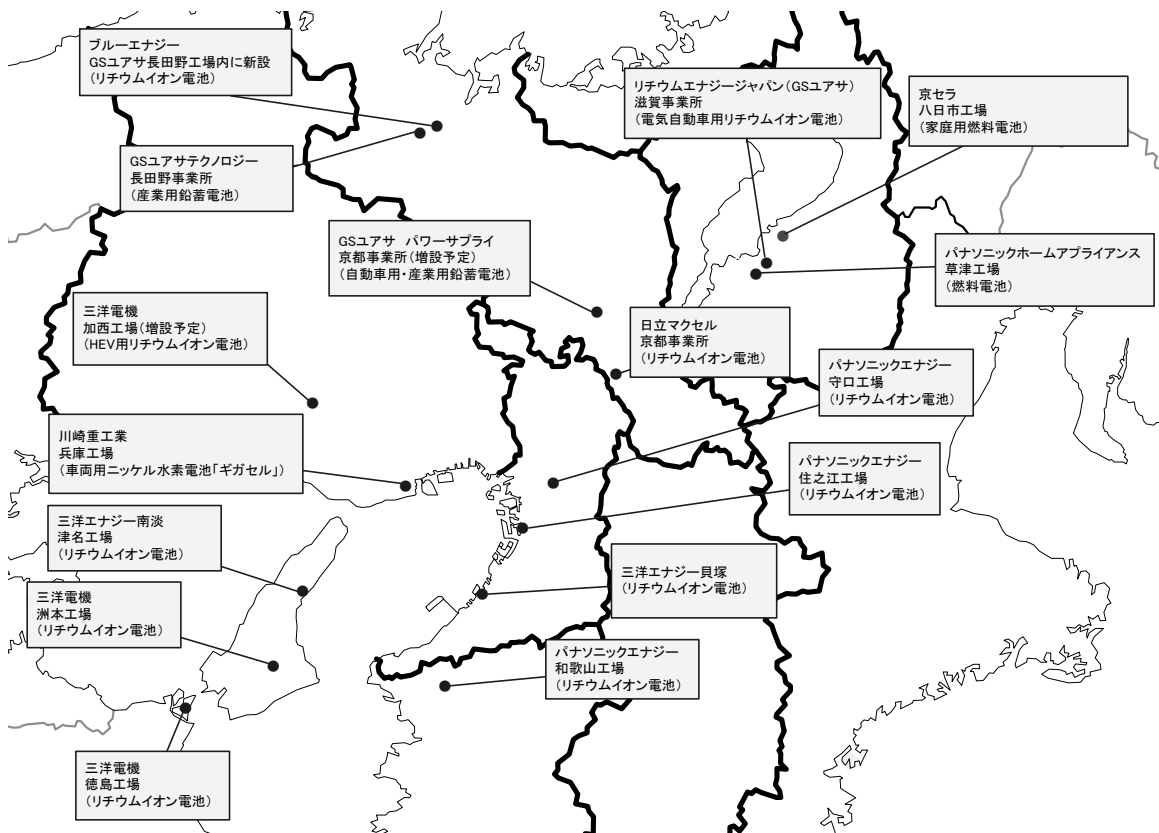 ブルーエナジー
GSユアサ長田野工場内に新設
(リチウムイオン電池)
GSユアサテクノロジー
長田野事業所
(産業用鉛蓄電池)
リチウムエナジージャパン(GSユアサ)
滋賀事業所
(電気自動車用リチウムイオン電池)
京セラ
八日市工場
(家庭用燃料電池)
GSユアサ パワーサプライ
京都事業所(増設予定)
(自動車用・産業用鉛蓄電池)
パナソニックホームアプライアンス
草津工場
(燃料電池)
三洋電機
加西工場(増設予定)
(HEV用リチウムイオン電池)
日立マクセル
京都事業所
(リチウムイオン電池)
パナソニックエナジー
守口工場
(リチウムイオン電池)
川崎重工業
兵庫工場
(車両用ニッケル水素電池「ギガセル」)
パナソニックエナジー
住之江工場
(リチウムイオン電池)
三洋エナジー南淡
津名工場
(リチウムイオン電池)
三洋エナジー貝塚
(リチウムイオン電池)
三洋電機
洲本工場
(リチウムイオン電池)
パナソニックエナジー
和歌山工場
(リチウムイオン電池)
三洋電機
徳島工場
(リチウムイオン電池)